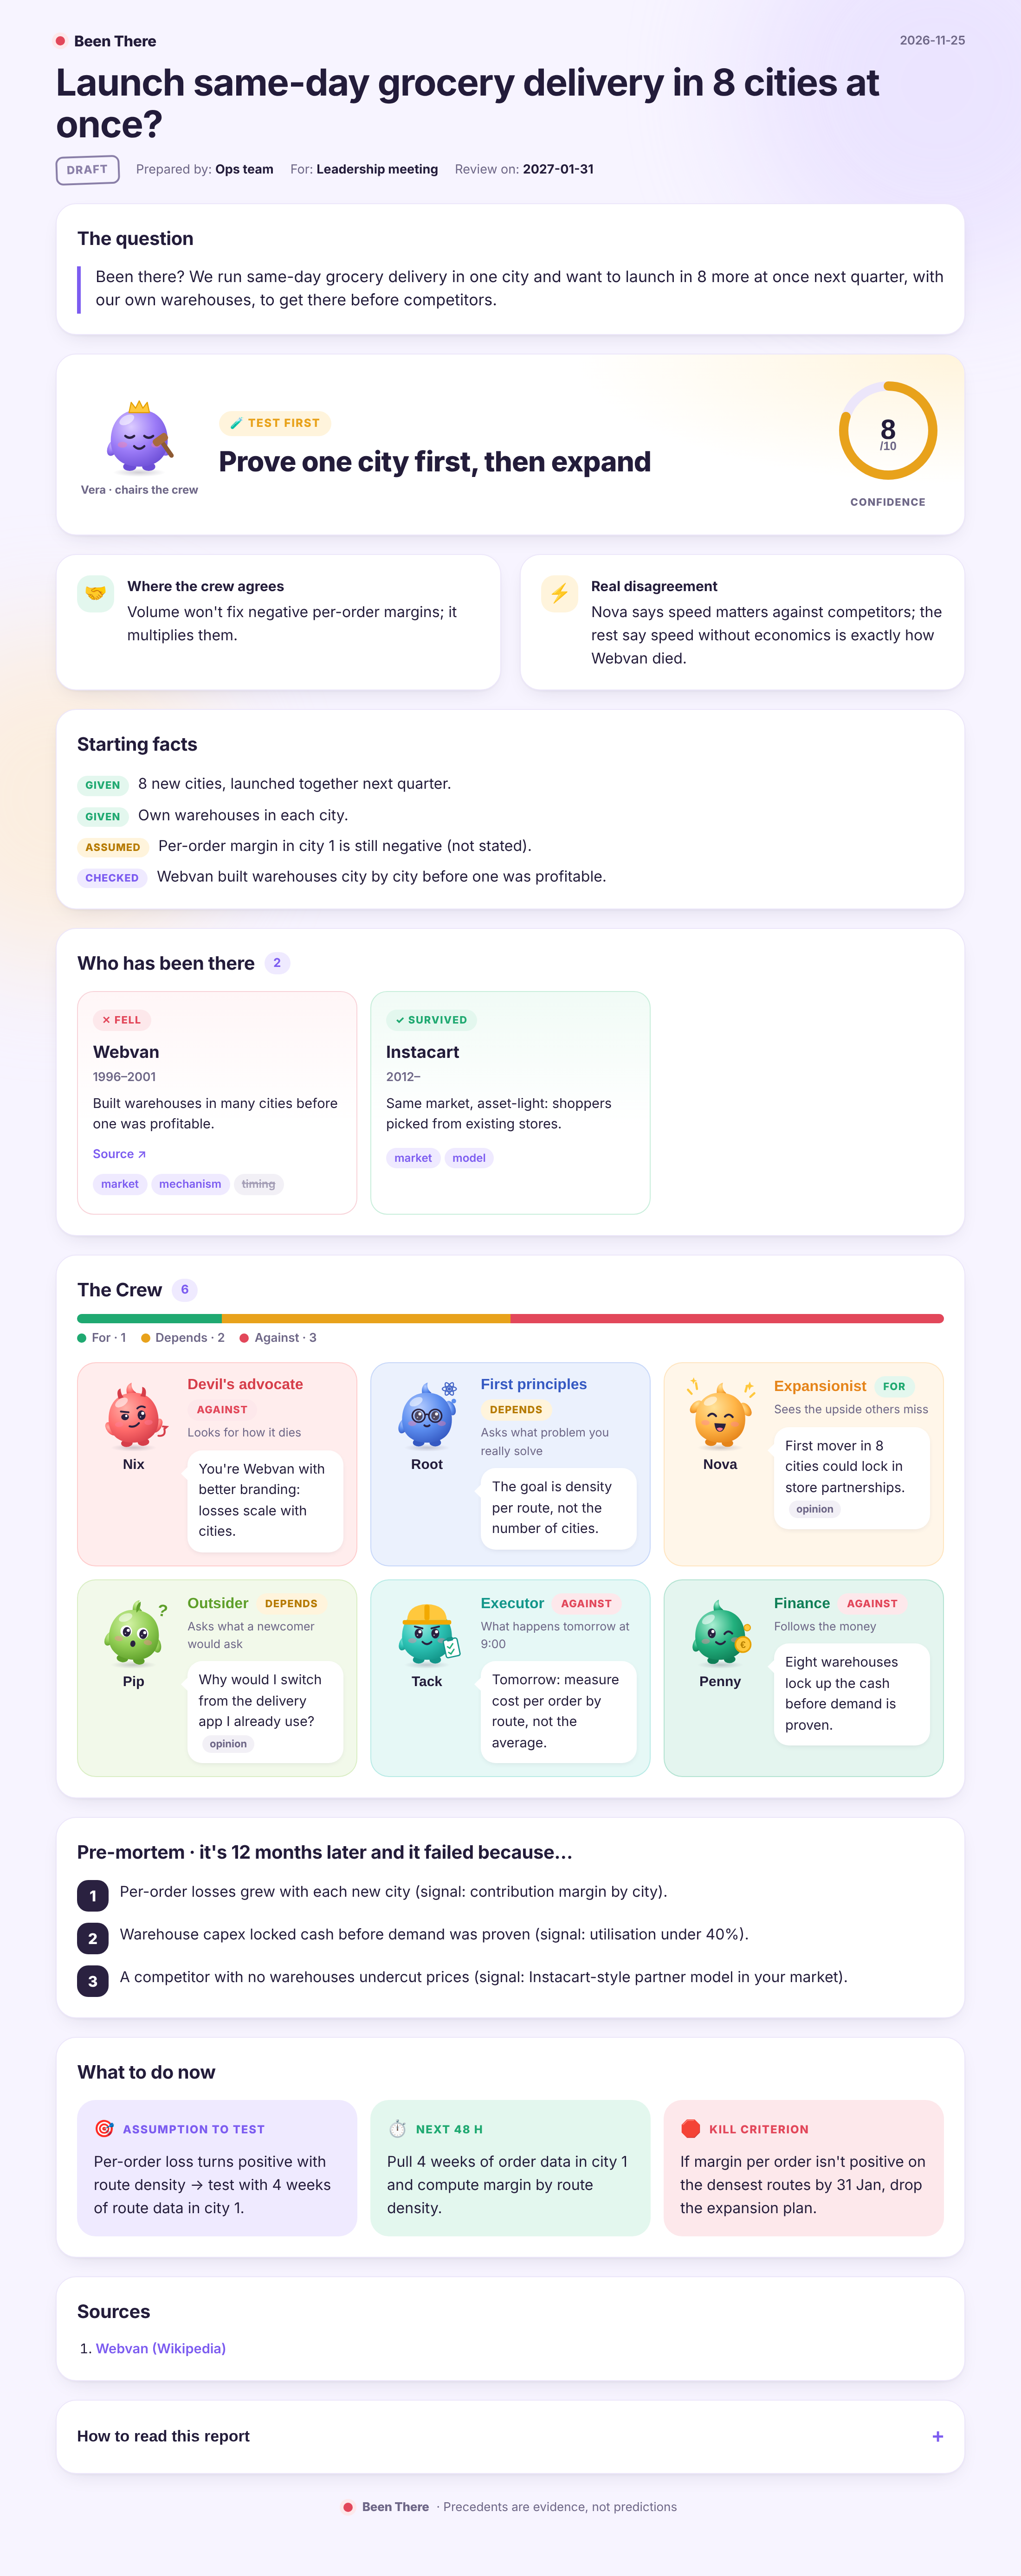 Been There
2026-11-25
Launch same-day grocery delivery in 8 cities at
once?
DRAFT
Prepared by: Ops team
For: Leadership meeting
Review on: 2027-01-31
The question
Been there? We run same-day grocery delivery in one city and want to launch in 8 more at once next quarter, with
our own warehouses, to get there before competitors.
Vera · chairs the crew
TEST FIRST
Prove one city first, then expand
8
/10
CONFIDENCE
Where the crew agrees
Volume won't fix negative per-order margins; it
multiplies them.
Real disagreement
Nova says speed matters against competitors; the
rest say speed without economics is exactly how
Webvan died.
Starting facts
GIVEN 8 new cities, launched together next quarter.
GIVEN Own warehouses in each city.
ASSUMED Per-order margin in city 1 is still negative (not stated).
CHECKED Webvan built warehouses city by city before one was profitable.
Who has been there 2
✕ FELL
Webvan
1996–2001
Built warehouses in many cities before
one was profitable.
Source ↗
market mechanism timing
✓ SURVIVED
Instacart
2012–
Same market, asset-light: shoppers
picked from existing stores.
market model
The Crew 6
For · 1 Depends · 2 Against · 3
Nix
Devil's advocate
AGAINST
Looks for how it dies
You're Webvan with
better branding:
losses scale with
cities.
Root
First principles
DEPENDS
Asks what problem you
really solve
The goal is density
per route, not the
number of cities.
Nova
Expansionist FOR
Sees the upside others miss
First mover in 8
cities could lock in
store partnerships.
opinion
?
Pip
Outsider DEPENDS
Asks what a newcomer
would ask
Why would I switch
from the delivery
app I already use?
opinion
Tack
Executor AGAINST
What happens tomorrow at
9:00
Tomorrow: measure
cost per order by
route, not the
average.
€
Penny
Finance AGAINST
Follows the money
Eight warehouses
lock up the cash
before demand is
proven.
Pre-mortem · it's 12 months later and it failed because...
1 Per-order losses grew with each new city (signal: contribution margin by city).
2 Warehouse capex locked cash before demand was proven (signal: utilisation under 40%).
3 A competitor with no warehouses undercut prices (signal: Instacart-style partner model in your market).
What to do now
ASSUMPTION TO TEST
Per-order loss turns positive with
route density → test with 4 weeks
of route data in city 1.
NEXT 48 H
Pull 4 weeks of order data in city 1
and compute margin by route
density.
KILL CRITERION
If margin per order isn't positive on
the densest routes by 31 Jan, drop
the expansion plan.
Sources
1. Webvan (Wikipedia)
How to read this report +
Been There · Precedents are evidence, not predictions